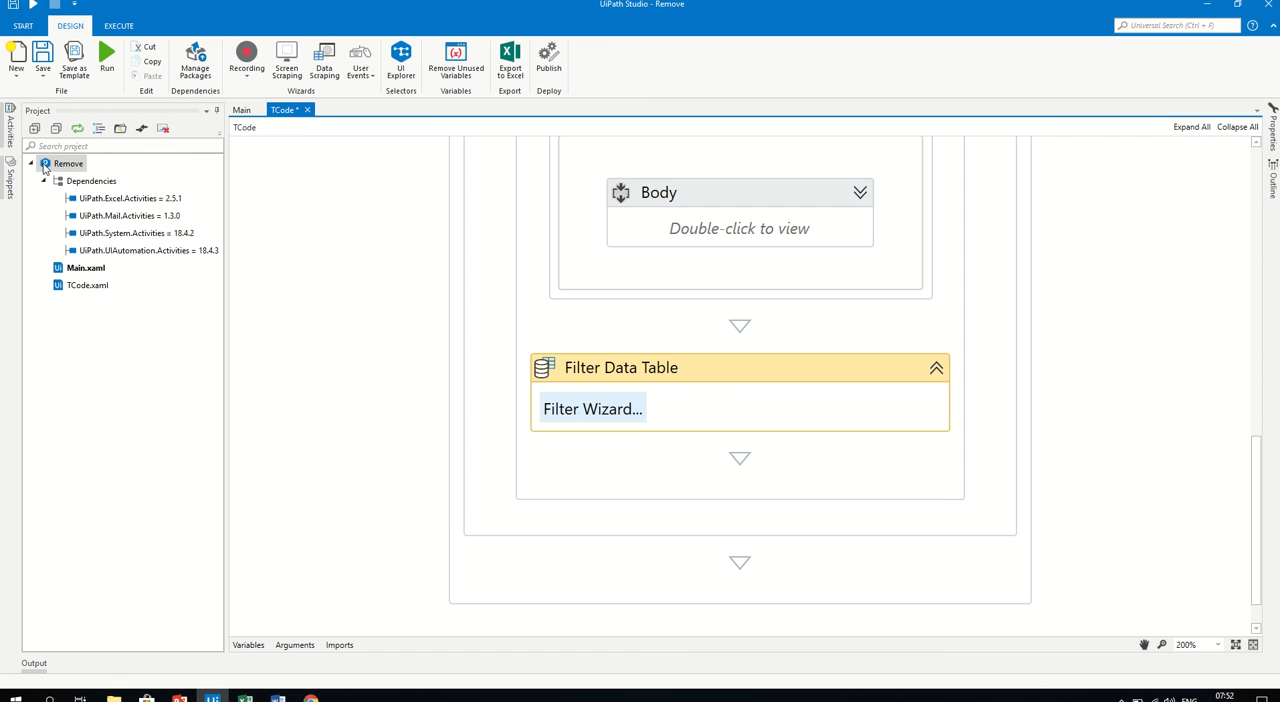 UiPath Studio - Remove
START DESIGN EXECUTE
Universal Search (Ctrl + F)
New
Save
Save as Template
Run
Cut
Copy
Paste
Manage Packages
Recording
Screen Scraping
Data Scraping
User Events
UI Explorer
Remove Unused Variables
Export to Excel
Publish
File Edit Dependencies Wizards Selectors Variables Export Deploy
Activities
Snippets
Project
Search project
Remove
Dependencies
UiPath.Excel.Activities = 2.5.1
UiPath.Mail.Activities = 1.3.0
UiPath.System.Activities = 18.4.2
UiPath.UIAutomation.Activities = 18.4.3
Main.xaml
TCode.xaml
Main TCode *
TCode Expand All Collapse All
Body
Double-click to view
Filter Data Table
Filter Wizard...
Properties
Outline
Variables Arguments Imports 200%
Output
07:52
ENG